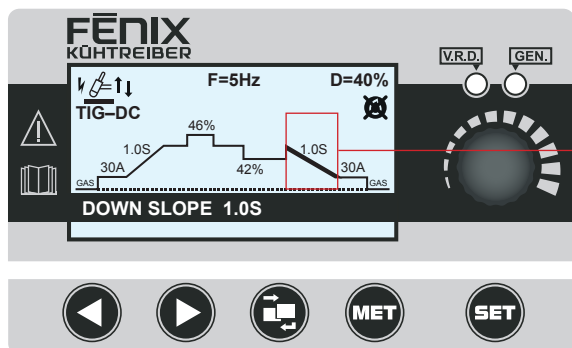 FĒNIX
KÜHTREIBER
V.R.D. GEN.
F=5Hz D=40%
TIG–DC
46%
1.0S 1.0S
30A 42% 30A
GAS GAS
DOWN SLOPE 1.0S
MET SET